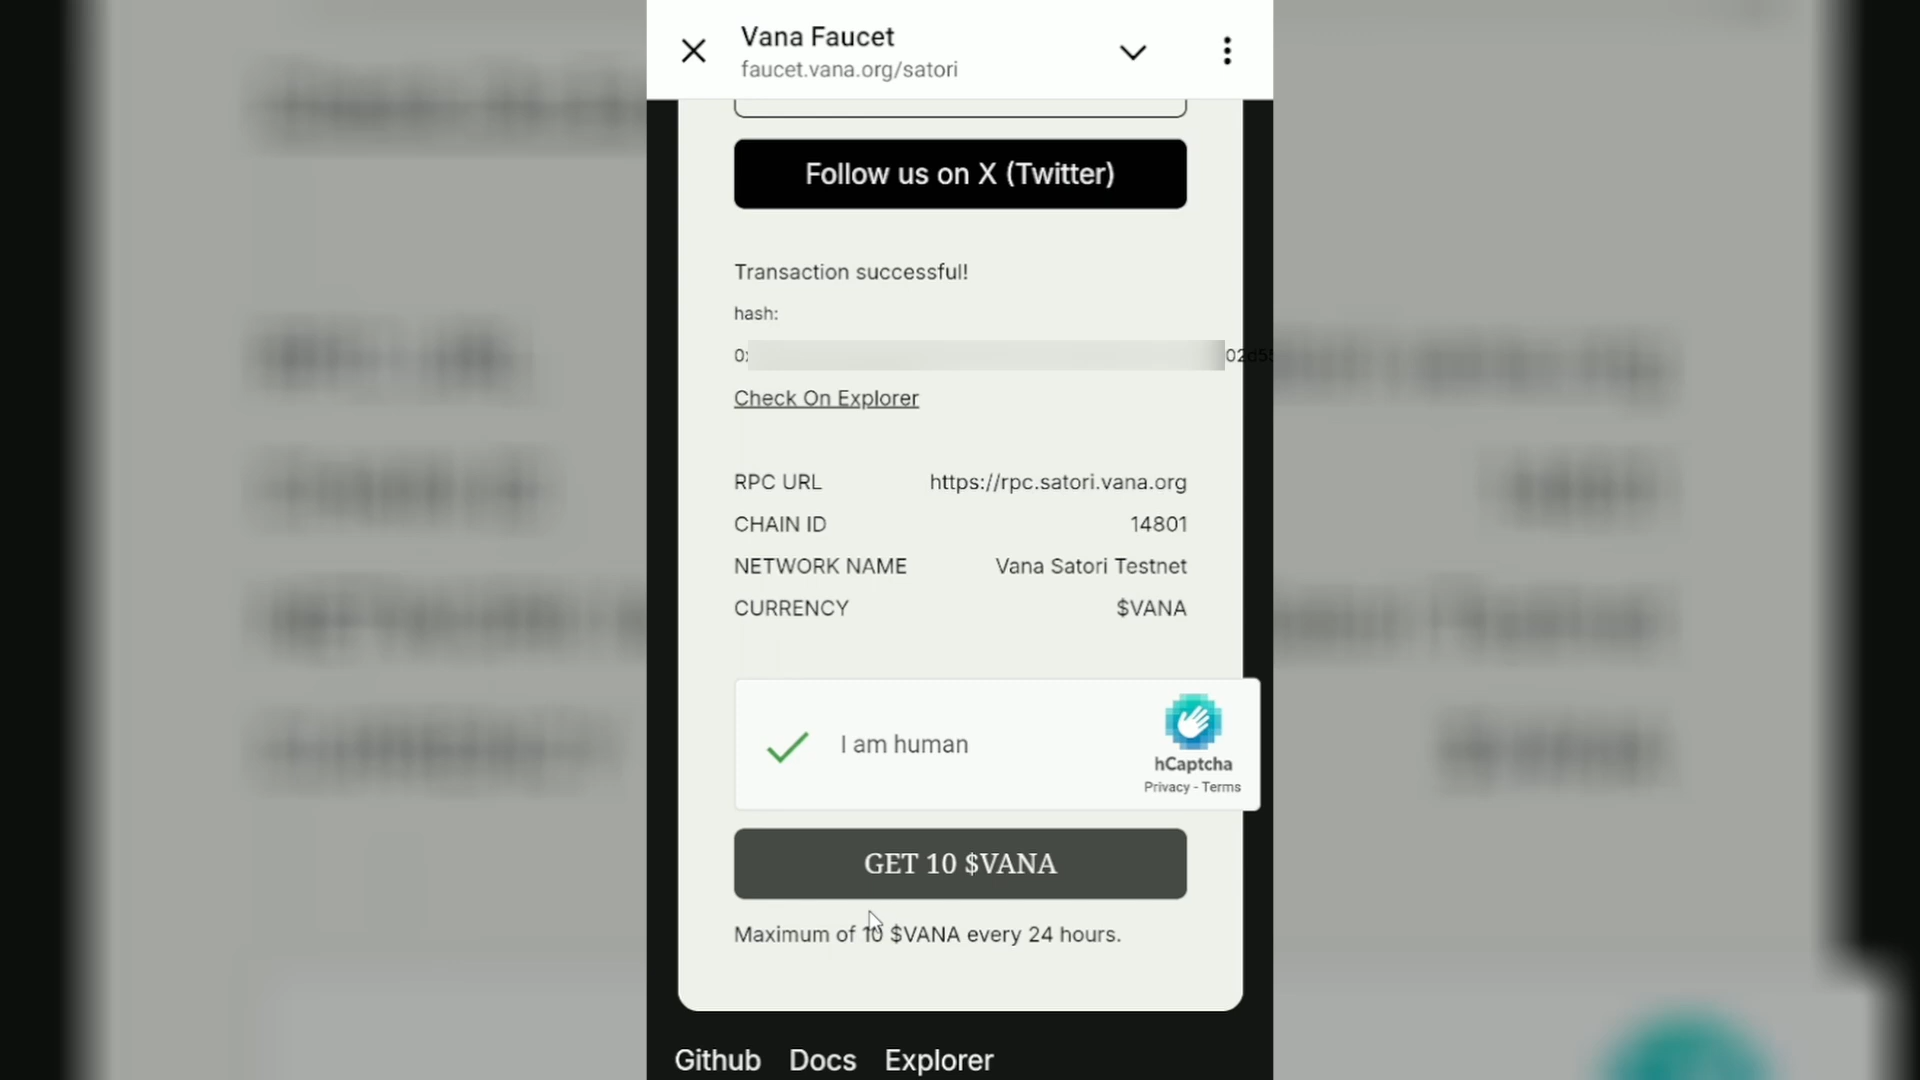 Vana Faucet
faucet.vana.org/satori
Follow us on X (Twitter)
Transaction successful!
hash:
Check On Explorer
RPC URL https://rpc.satori.vana.org
CHAIN ID 14801
NETWORK NAME Vana Satori Testnet
CURRENCY $VANA
I am human
hCaptcha
Privacy - Terms
GET 10 $VANA
Maximum of 10 $VANA every 24 hours.
Github Docs Explorer